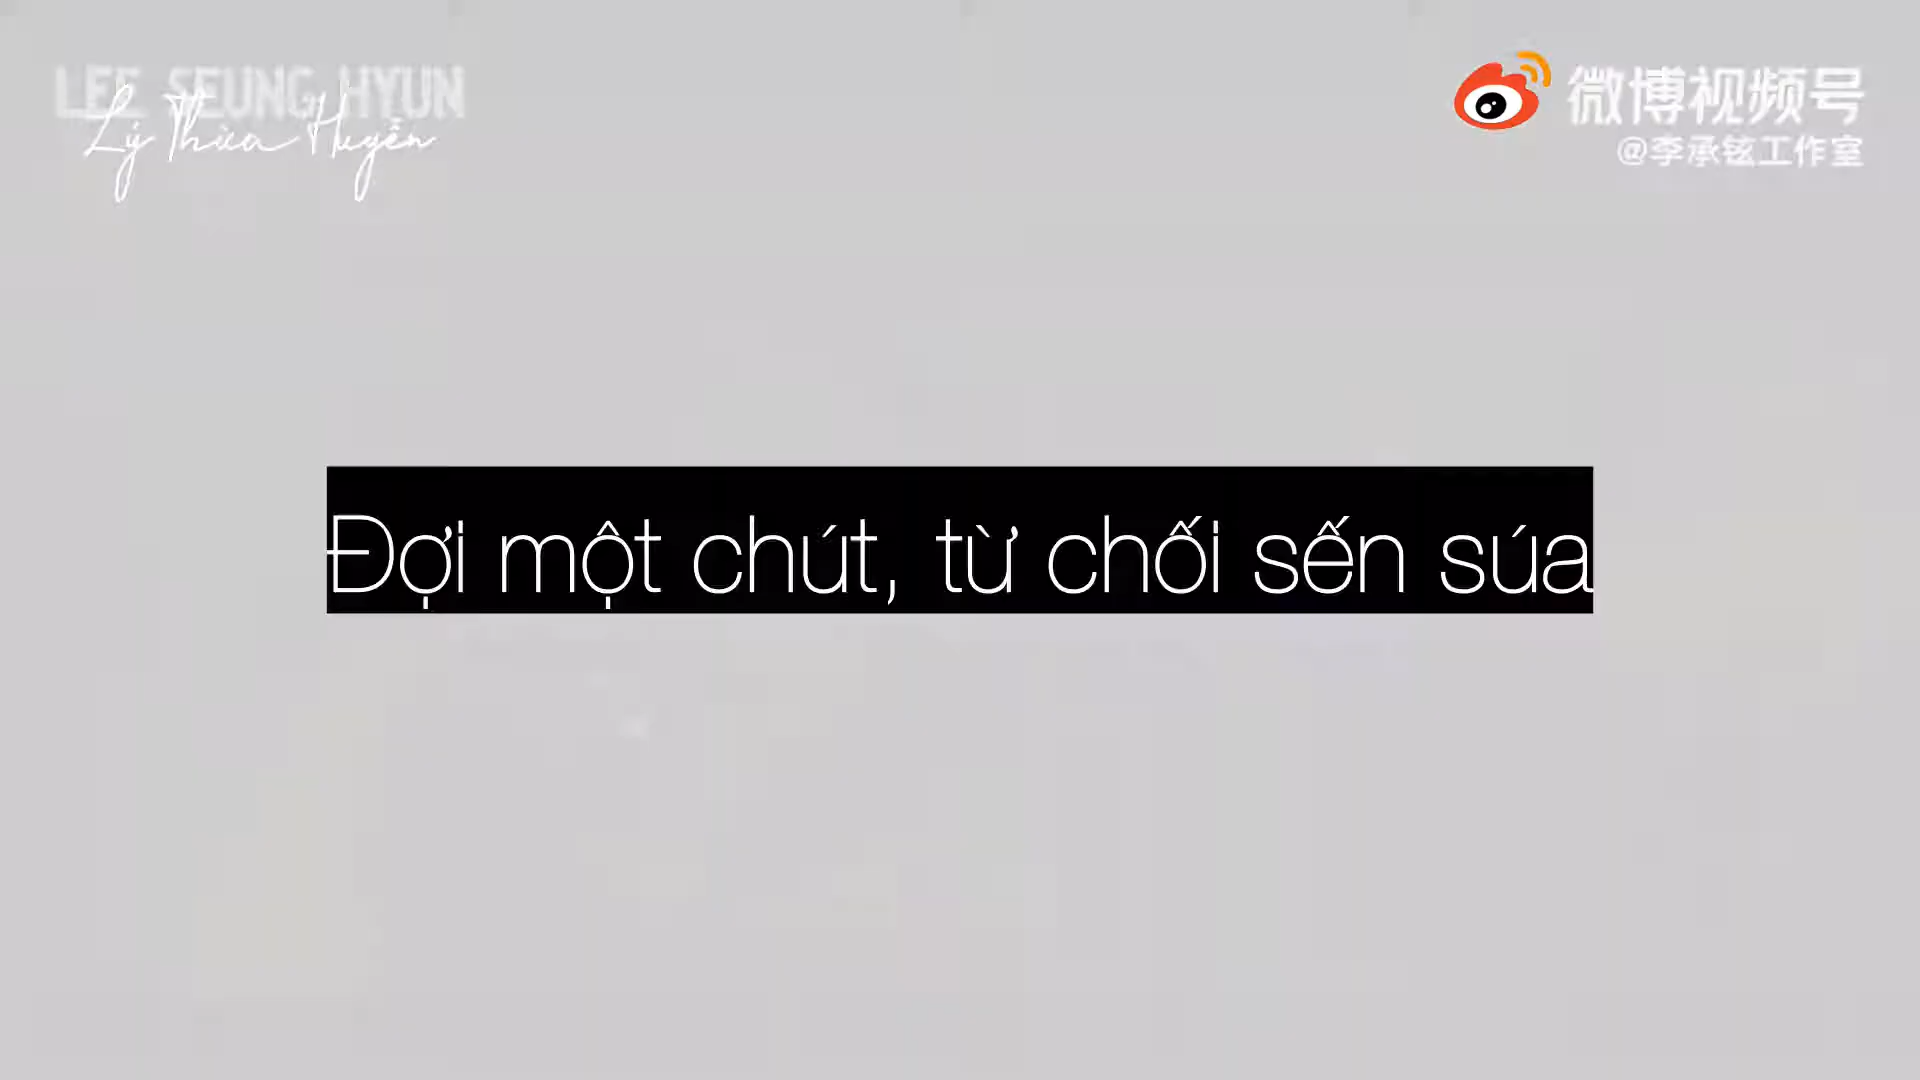 LEE SEUNG HYUN
Lý Thừa Huyễn
微博视频号
@李承铉工作室
Đợi một chút, từ chối sến súa